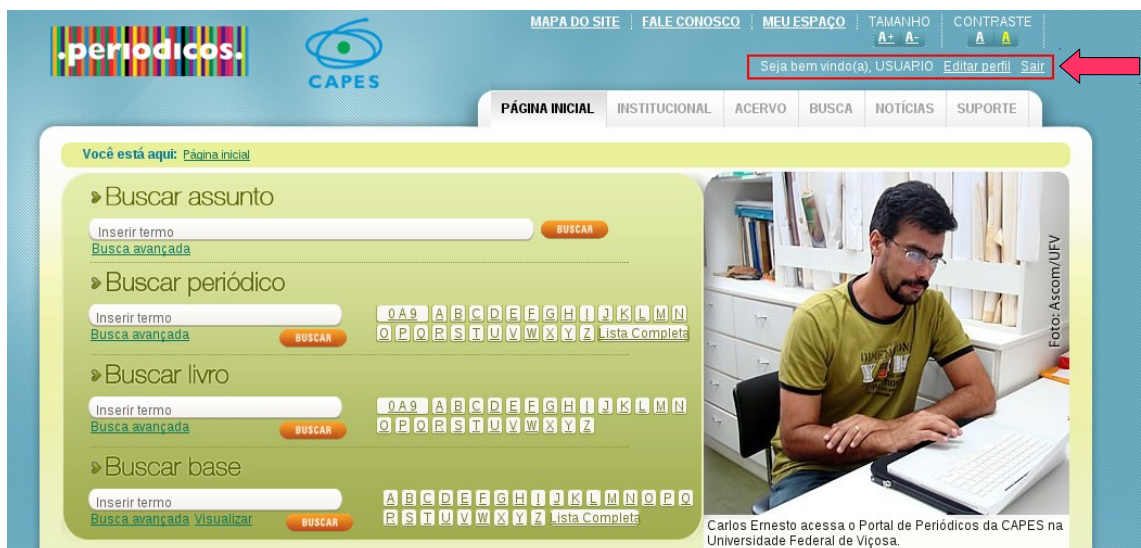 .periodicos.
CAPES
MAPA DO SITE FALE CONOSCO MEU ESPAÇO TAMANHO CONTRASTE
A+ A- A A
Seja bem vindo(a), USUARIO Editar perfil Sair
PÁGINA INICIAL INSTITUCIONAL ACERVO BUSCA NOTÍCIAS SUPORTE
Você está aqui: Página inicial
Buscar assunto
Inserir termo BUSCAR
Busca avançada
Buscar periódico
Inserir termo
Busca avançada BUSCAR
0 A 9 A B C D E F G H I J K L M N
O P Q R S T U V W X Y Z Lista Completa
Buscar livro
Inserir termo
Busca avançada BUSCAR
0 A 9 A B C D E F G H I J K L M N
O P Q R S T U V W X Y Z
Buscar base
Inserir termo
Busca avançada Visualizar BUSCAR
A B C D E F G H I J K L M N O P Q
R S T U V W X Y Z Lista Completa
Foto: Ascom/UFV
Carlos Ernesto acessa o Portal de Periódicos da CAPES na
Universidade Federal de Viçosa.